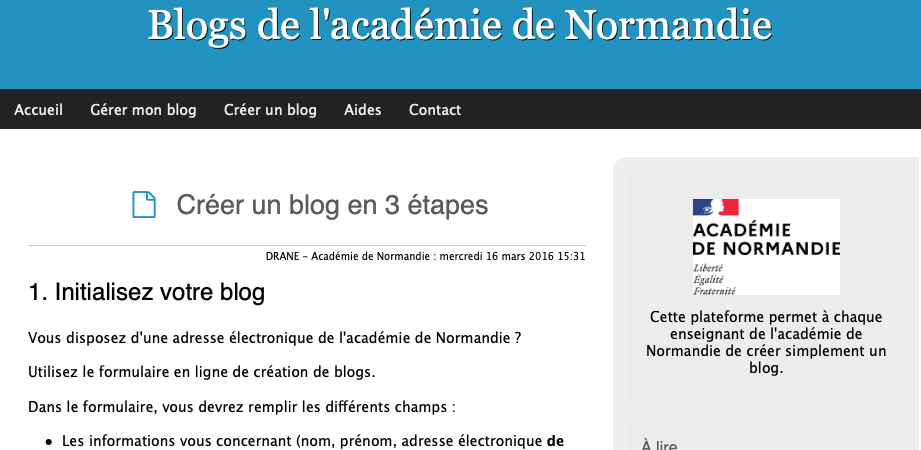 Blogs de l'académie de Normandie
Accueil Gérer mon blog Créer un blog Aides Contact
Créer un blog en 3 étapes
DRANE - Académie de Normandie : mercredi 16 mars 2016 15:31
1. Initialisez votre blog
Vous disposez d'une adresse électronique de l'académie de Normandie ?
Utilisez le formulaire en ligne de création de blogs.
Dans le formulaire, vous devrez remplir les différents champs :
• Les informations vous concernant (nom, prénom, adresse électronique de
ACADÉMIE
DE NORMANDIE
Liberté
Égalité
Fraternité
Cette plateforme permet à chaque
enseignant de l'académie de
Normandie de créer simplement un
blog.
À lire